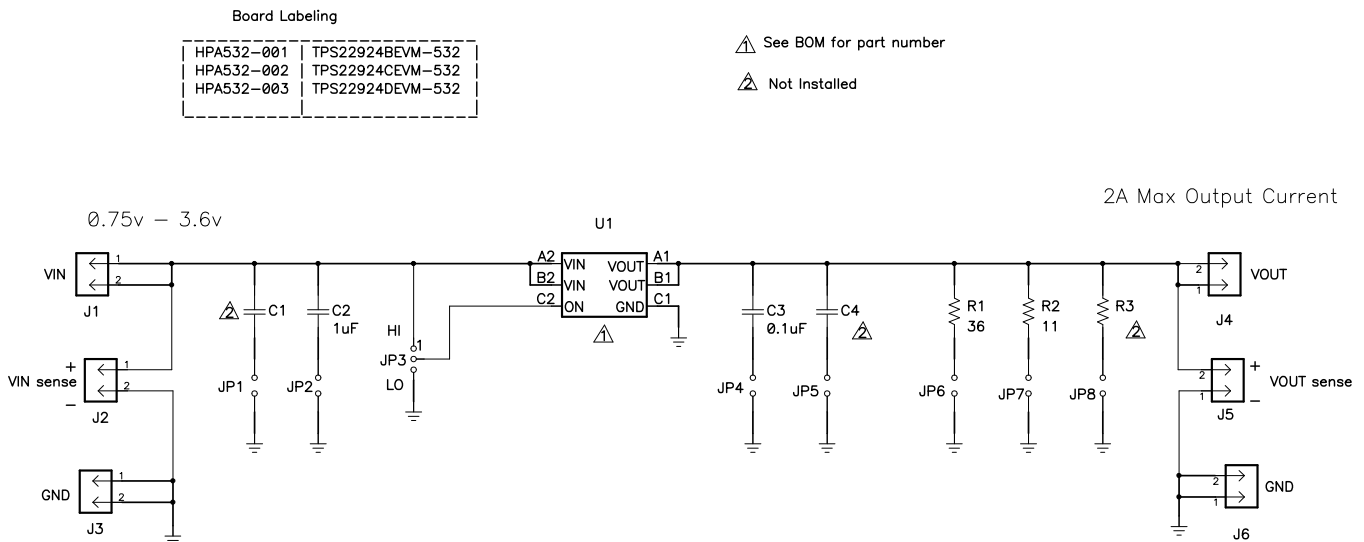 Board Labeling
HPA532-001 TPS22924BEVM-532
HPA532-002 TPS22924CEVM-532
HPA532-003 TPS22924DEVM-532
1 See BOM for part number
2 Not Installed
2A Max Output Current
0.75v - 3.6v
U1
VIN
1
2
J1
A2 VIN VOUT A1
B2 VIN VOUT B1
C2 ON GND C1
1
2
1
VOUT
J4
2 C1
C2
1uF
HI
1
JP3
LO
C3
0.1uF
C4
2
R1
36
R2
11
R3
2
+
VIN sense
-
1
2
J2
JP1
JP2
JP4
JP5
JP6
JP7
JP8
2
1
+
VOUT sense
-
J5
GND
1
2
J3
2
1
GND
J6